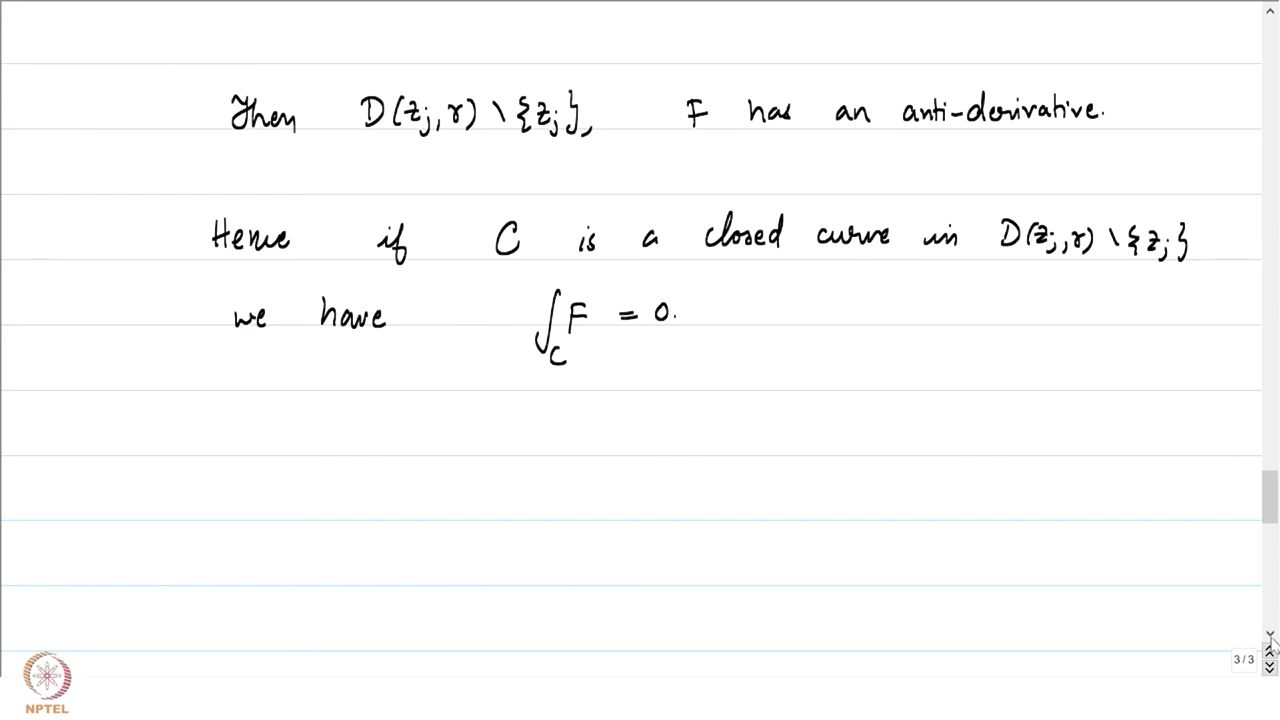 Then D(zj, r) \ {zj}, F has an anti-derivative.
Hence if C is a closed curve in D(zj, r) \ {zj}
we have ∫_C F = 0.
3/3
NPTEL